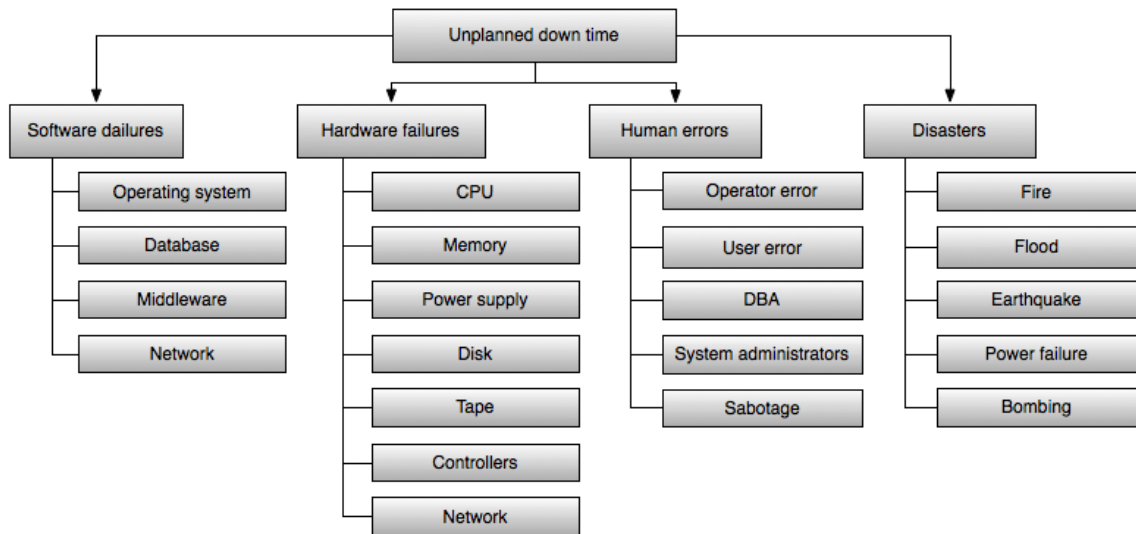 Unplanned down time
Software dailures
Operating system
Database
Middleware
Network
Hardware failures
CPU
Memory
Power supply
Disk
Tape
Controllers
Network
Human errors
Operator error
User error
DBA
System administrators
Sabotage
Disasters
Fire
Flood
Earthquake
Power failure
Bombing